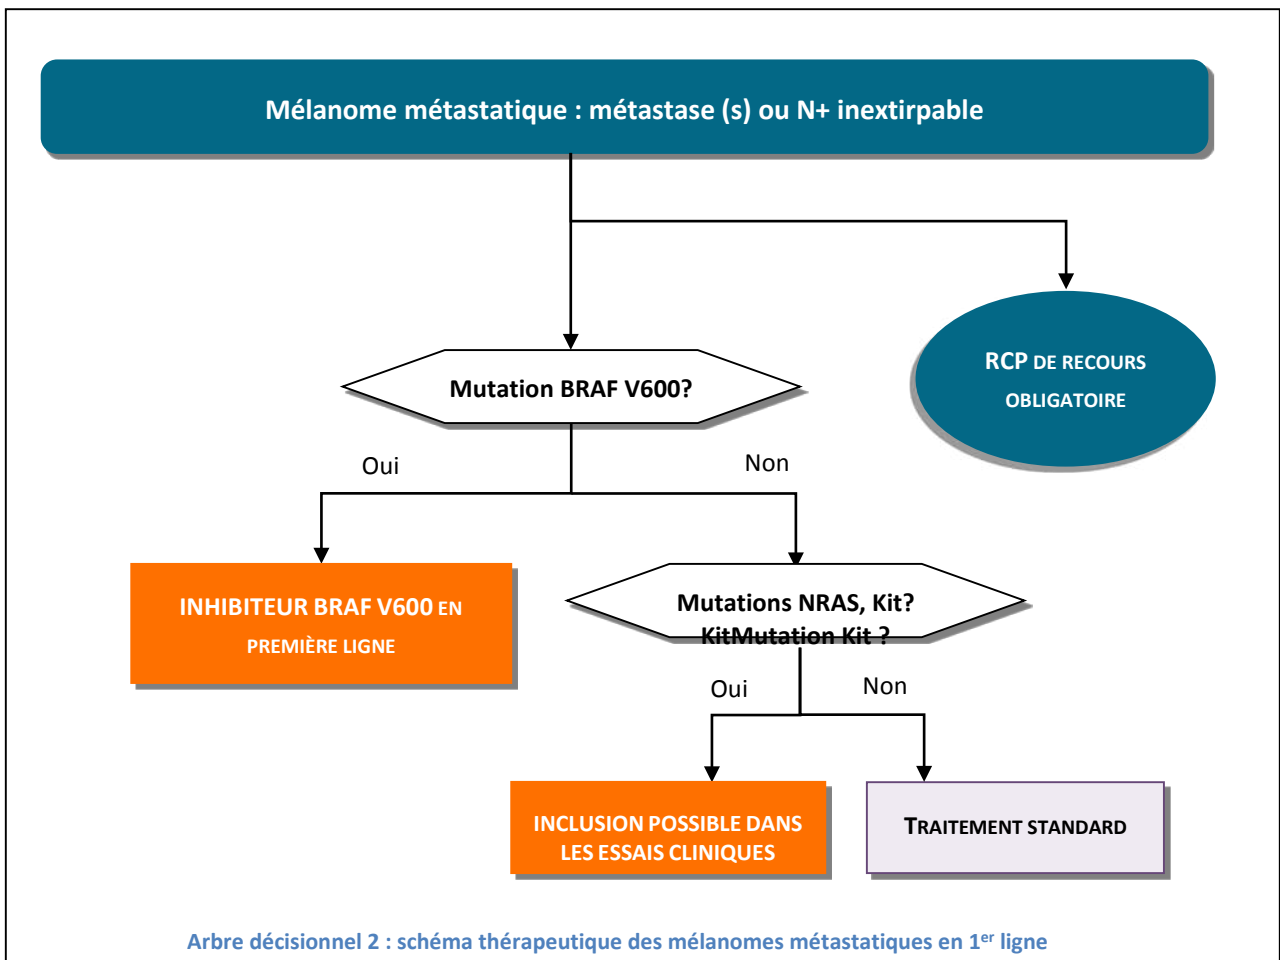 Mélanome métastatique : métastase (s) ou N+ inextirpable
RCP DE RECOURS
OBLIGATOIRE
Mutation BRAF V600?
Oui
Non
INHIBITEUR BRAF V600 EN
PREMIÈRE LIGNE
Mutations NRAS, Kit?
KitMutation Kit ?
Oui
Non
INCLUSION POSSIBLE DANS
LES ESSAIS CLINIQUES
TRAITEMENT STANDARD
Arbre décisionnel 2 : schéma thérapeutique des mélanomes métastatiques en 1er ligne